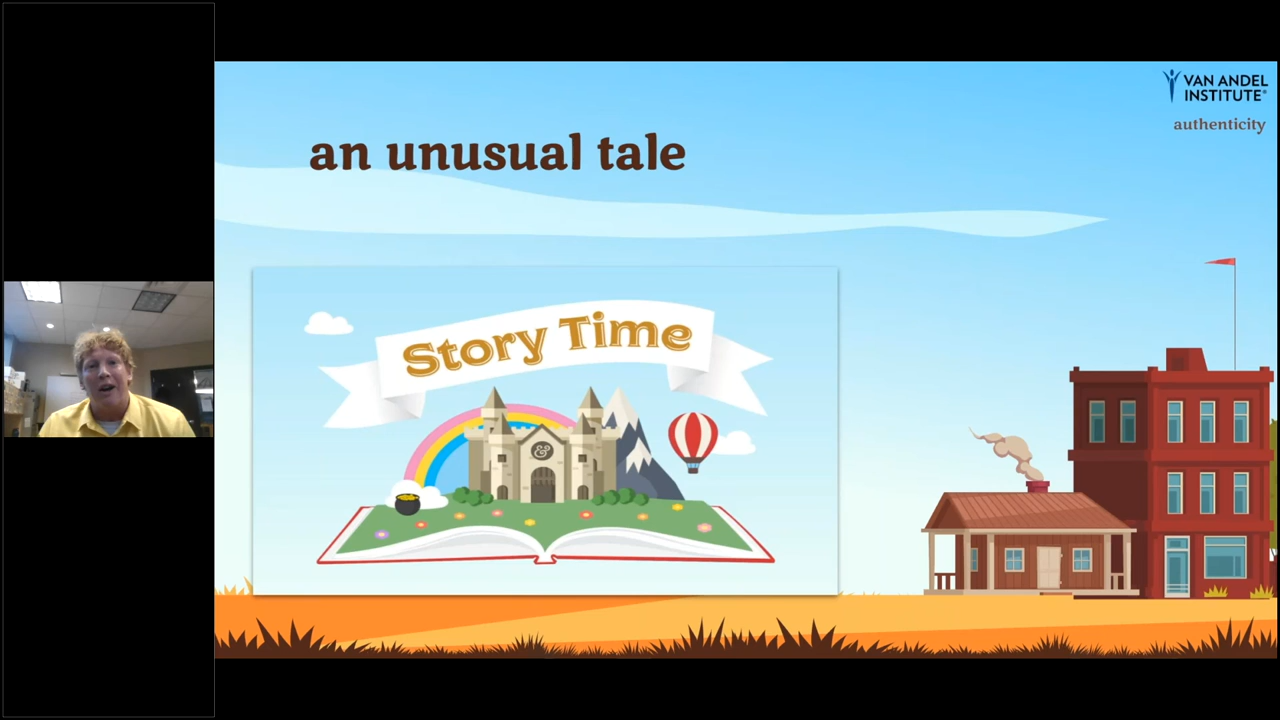 an unusual tale
VAN ANDEL
INSTITUTE®
authenticity
Story Time
&